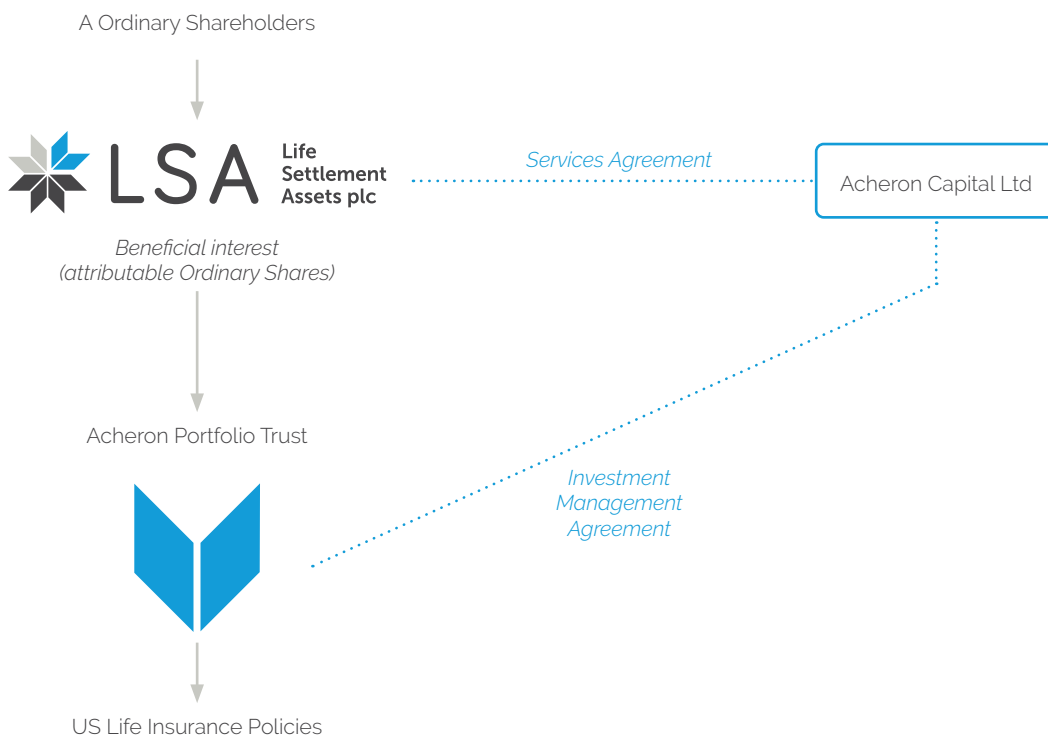 A Ordinary Shareholders
LSA
Life
Settlement
Assets plc
Services Agreement
Acheron Capital Ltd
Beneficial interest
(attributable Ordinary Shares)
Acheron Portfolio Trust
Investment
Management
Agreement
US Life Insurance Policies